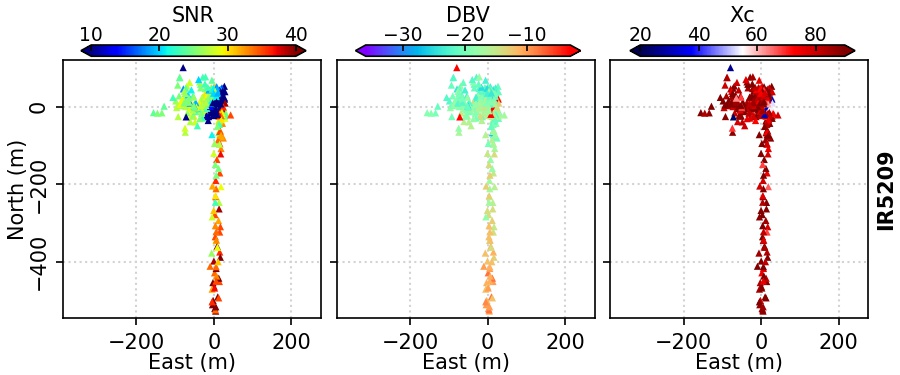 SNR DBV Xc
10 20 30 40 −30 −20 −10 20 40 60 80
0
−200
−400
North (m)
−200 0 200 −200 0 200 −200 0 200
East (m) East (m) East (m)
IR5209